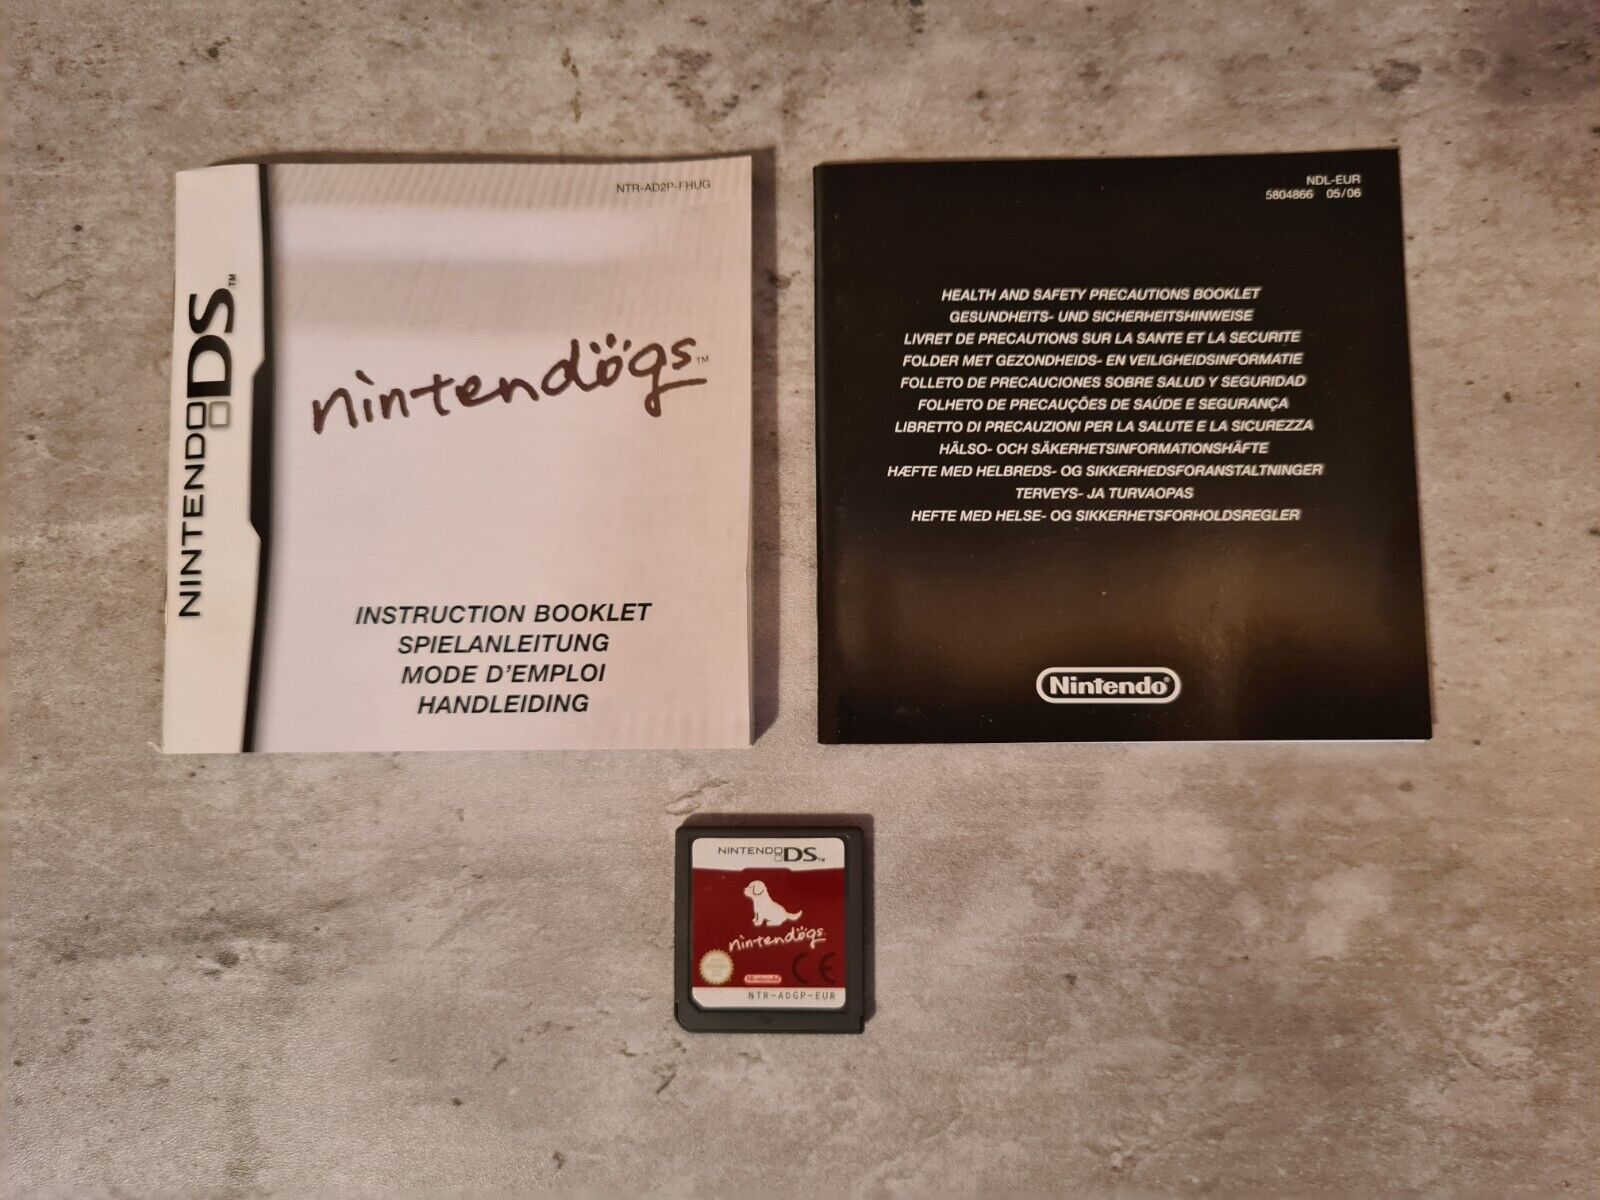 NTR-AD2P-FHUG
NINTENDO DS™
nintendögs™
INSTRUCTION BOOKLET
SPIELANLEITUNG
MODE D'EMPLOI
HANDLEIDING
NDL-EUR
5804866 05/06
HEALTH AND SAFETY PRECAUTIONS BOOKLET
GESUNDHEITS- UND SICHERHEITSHINWEISE
LIVRET DE PRECAUTIONS SUR LA SANTE ET LA SECURITE
FOLDER MET GEZONDHEIDS- EN VEILIGHEIDSINFORMATIE
FOLLETO DE PRECAUCIONES SOBRE SALUD Y SEGURIDAD
FOLHETO DE PRECAUÇÕES DE SAÚDE E SEGURANÇA
LIBRETTO DI PRECAUZIONI PER LA SALUTE E LA SICUREZZA
HÄLSO- OCH SÄKERHETSINFORMATIONSHÄFTE
HÆFTE MED HELBREDS- OG SIKKERHEDSFORANSTALTNINGER
TERVEYS- JA TURVAOPAS
HEFTE MED HELSE- OG SIKKERHETSFORHOLDSREGLER
Nintendo®
NINTENDO DS™
nintendögs
Nintendo CE
NTR-ADGP-EUR